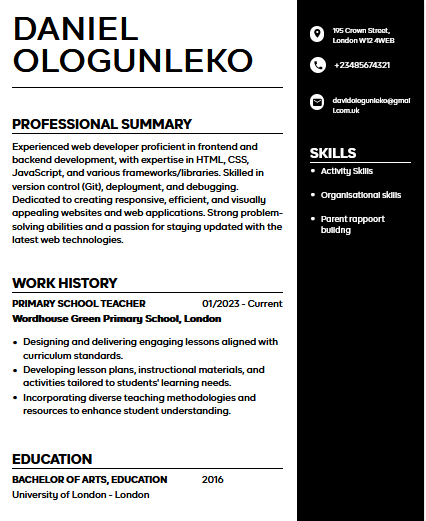 DANIEL
OLOGUNLEKO
PROFESSIONAL SUMMARY
Experienced web developer proficient in frontend and
backend development, with expertise in HTML, CSS,
JavaScript, and various frameworks/libraries. Skilled in
version control (Git), deployment, and debugging.
Dedicated to creating responsive, efficient, and visually
appealing websites and web applications. Strong problem-
solving abilities and a passion for staying updated with the
latest web technologies.
WORK HISTORY
PRIMARY SCHOOL TEACHER 01/2023 - Current
Wordhouse Green Primary School, London
• Designing and delivering engaging lessons aligned with
curriculum standards.
• Developing lesson plans, instructional materials, and
activities tailored to students' learning needs.
• Incorporating diverse teaching methodologies and
resources to enhance student understanding.
EDUCATION
BACHELOR OF ARTS, EDUCATION 2016
University of London - London
195 Crown Street,
London W12 4WEB
+23485674321
davidologunleko@gmai
l.com.uk
SKILLS
• Activity Skills
• Organisational skills
• Parent rappoort
builidng